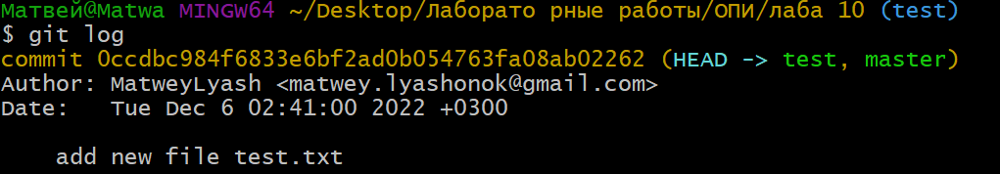 Матвей@Matwa MINGW64 ~/Desktop/Лаборато рные работы/ОПИ/лаба 10 (test)
$ git log
commit 0ccdbc984f6833e6bf2ad0b054763fa08ab02262 (HEAD -> test, master)
Author: MatweyLyash <matwey.lyashonok@gmail.com>
Date:   Tue Dec 6 02:41:00 2022 +0300
    add new file test.txt